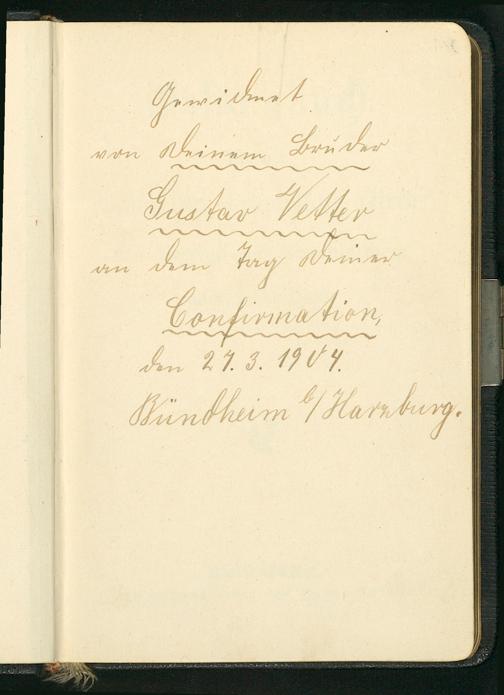 Gewidmet
von Deinem Bruder
Gustav Vetter
an dem Tag Deiner
Confirmation,
den 27. 3. 1904.
Bündheim b/Harzburg.